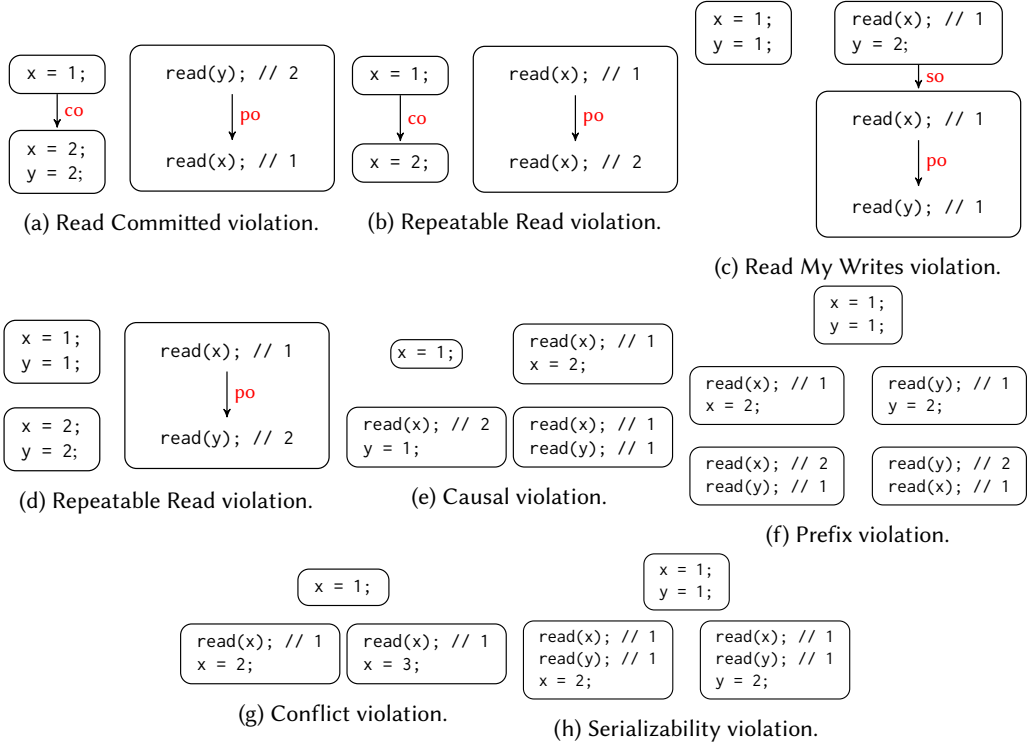 x = 1;
co
x = 2;
y = 2;
read(y); // 2
po
read(x); // 1
(a) Read Committed violation.
x = 1;
co
x = 2;
read(x); // 1
po
read(x); // 2
(b) Repeatable Read violation.
x = 1;
y = 1;
read(x); // 1
y = 2;
so
read(x); // 1
po
read(y); // 1
(c) Read My Writes violation.
x = 1;
y = 1;
x = 2;
y = 2;
read(x); // 1
po
read(y); // 2
(d) Repeatable Read violation.
x = 1;
read(x); // 1
x = 2;
read(x); // 2
y = 1;
read(x); // 1
read(y); // 1
(e) Causal violation.
x = 1;
y = 1;
read(x); // 1
x = 2;
read(y); // 1
y = 2;
read(x); // 2
read(y); // 1
read(y); // 2
read(x); // 1
(f) Prefix violation.
x = 1;
read(x); // 1
x = 2;
read(x); // 1
x = 3;
(g) Conflict violation.
x = 1;
y = 1;
read(x); // 1
read(y); // 1
x = 2;
read(x); // 1
read(y); // 1
y = 2;
(h) Serializability violation.